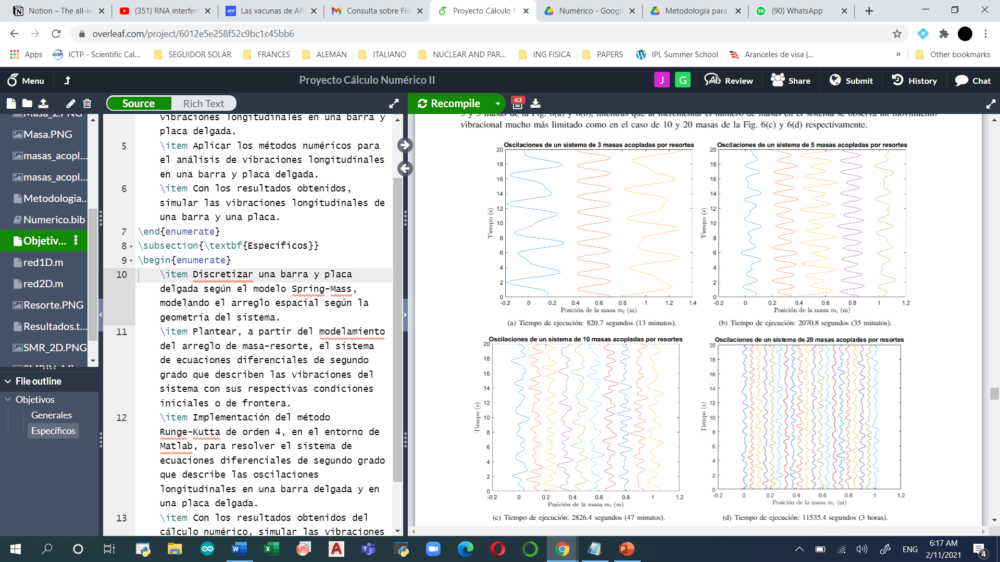 Notion – The all-in
(351) RNA interfere
Las vacunas de AR
Consulta sobre Físi
Proyecto Cálculo N
Numérico - Google
Metodología para
(90) WhatsApp
overleaf.com/project/6012e5e258f52c9bc1c45bb6
Apps
ICTP - Scientific Cal...
SEGUIDOR SOLAR
FRANCES
ALEMAN
ITALIANO
NUCLEAR AND PAR...
ING FISICA
PAPERS
IPL Summer School
Aranceles de visa |...
»
Other bookmarks
Menu
Proyecto Cálculo Numérico II
J
G
Review
Share
Submit
History
Chat
Source
Rich Text
Recompile
63
Masa_2.PNG
Masa.PNG
masas_acopl...
masas_acopl...
Metodologia...
Numerico.bib
Objetiv...
red1D.m
red2D.m
Resorte.PNG
Resultados.t...
SMR_2D.PNG
File outline
Objetivos
Generales
Específicos
vibraciones longitudinales en una barra y
placa delgada.
5 \item Aplicar los métodos numéricos para
el análisis de vibraciones longitudinales
en una barra y placa delgada.
6 \item Con los resultados obtenidos,
simular las vibraciones longitudinales de
una barra y una placa.
7 \end{enumerate}
8 \subsection{\textbf{Específicos}}
9 \begin{enumerate}
10 \item Discretizar una barra y placa
delgada según el modelo Spring-Mass,
modelando el arreglo espacial según la
geometría del sistema.
11 \item Plantear, a partir del modelamiento
del arreglo de masa-resorte, el sistema
de ecuaciones diferenciales de segundo
grado que describen las vibraciones del
sistema con sus respectivas condiciones
iniciales o de frontera.
12 \item Implementación del método
Runge-Kutta de orden 4, en el entorno de
Matlab, para resolver el sistema de
ecuaciones diferenciales de segundo grado
que describe las oscilaciones
longitudinales en una barra delgada y en
una placa delgada.
13 \item Con los resultados obtenidos del
cálculo numérico, simular las vibraciones
3 y 5 masas de la Fig. 6(a) y 6(b), mientras que al incrementar el número de masas en el sistema se observa un movimiento
vibracional mucho más limitado como en el caso de 10 y 20 masas de la Fig. 6(c) y 6(d) respectivamente.
Oscilaciones de un sistema de 3 masas acopladas por resortes
20
18
16
14
12
10
8
6
4
2
0
Tiempo (s)
-0.2 0 0.2 0.4 0.6 0.8 1 1.2 1.4
Posición de la masa mᵢ (m)
(a) Tiempo de ejecución: 820.7 segundos (13 minutos).
Oscilaciones de un sistema de 5 masas acopladas por resortes
20
18
16
14
12
10
8
6
4
2
0
Tiempo (s)
-0.2 0 0.2 0.4 0.6 0.8 1 1.2
Posición de la masa mᵢ (m)
(b) Tiempo de ejecución: 2070.8 segundos (35 minutos).
Oscilaciones de un sistema de 10 masas acopladas por resortes
20
18
16
14
12
10
8
6
4
2
0
Tiempo (s)
-0.2 0 0.2 0.4 0.6 0.8 1 1.2
Posición de la masa mᵢ (m)
(c) Tiempo de ejecución: 2826.4 segundos (47 minutos).
Oscilaciones de un sistema de 20 masas acopladas por resortes
20
18
16
14
12
10
8
6
4
2
0
Tiempo (s)
-0.2 0 0.2 0.4 0.6 0.8 1 1.2
Posición de la masa mᵢ (m)
(d) Tiempo de ejecución: 11535.4 segundos (3 horas).
ENG
6:17 AM
2/11/2021
4